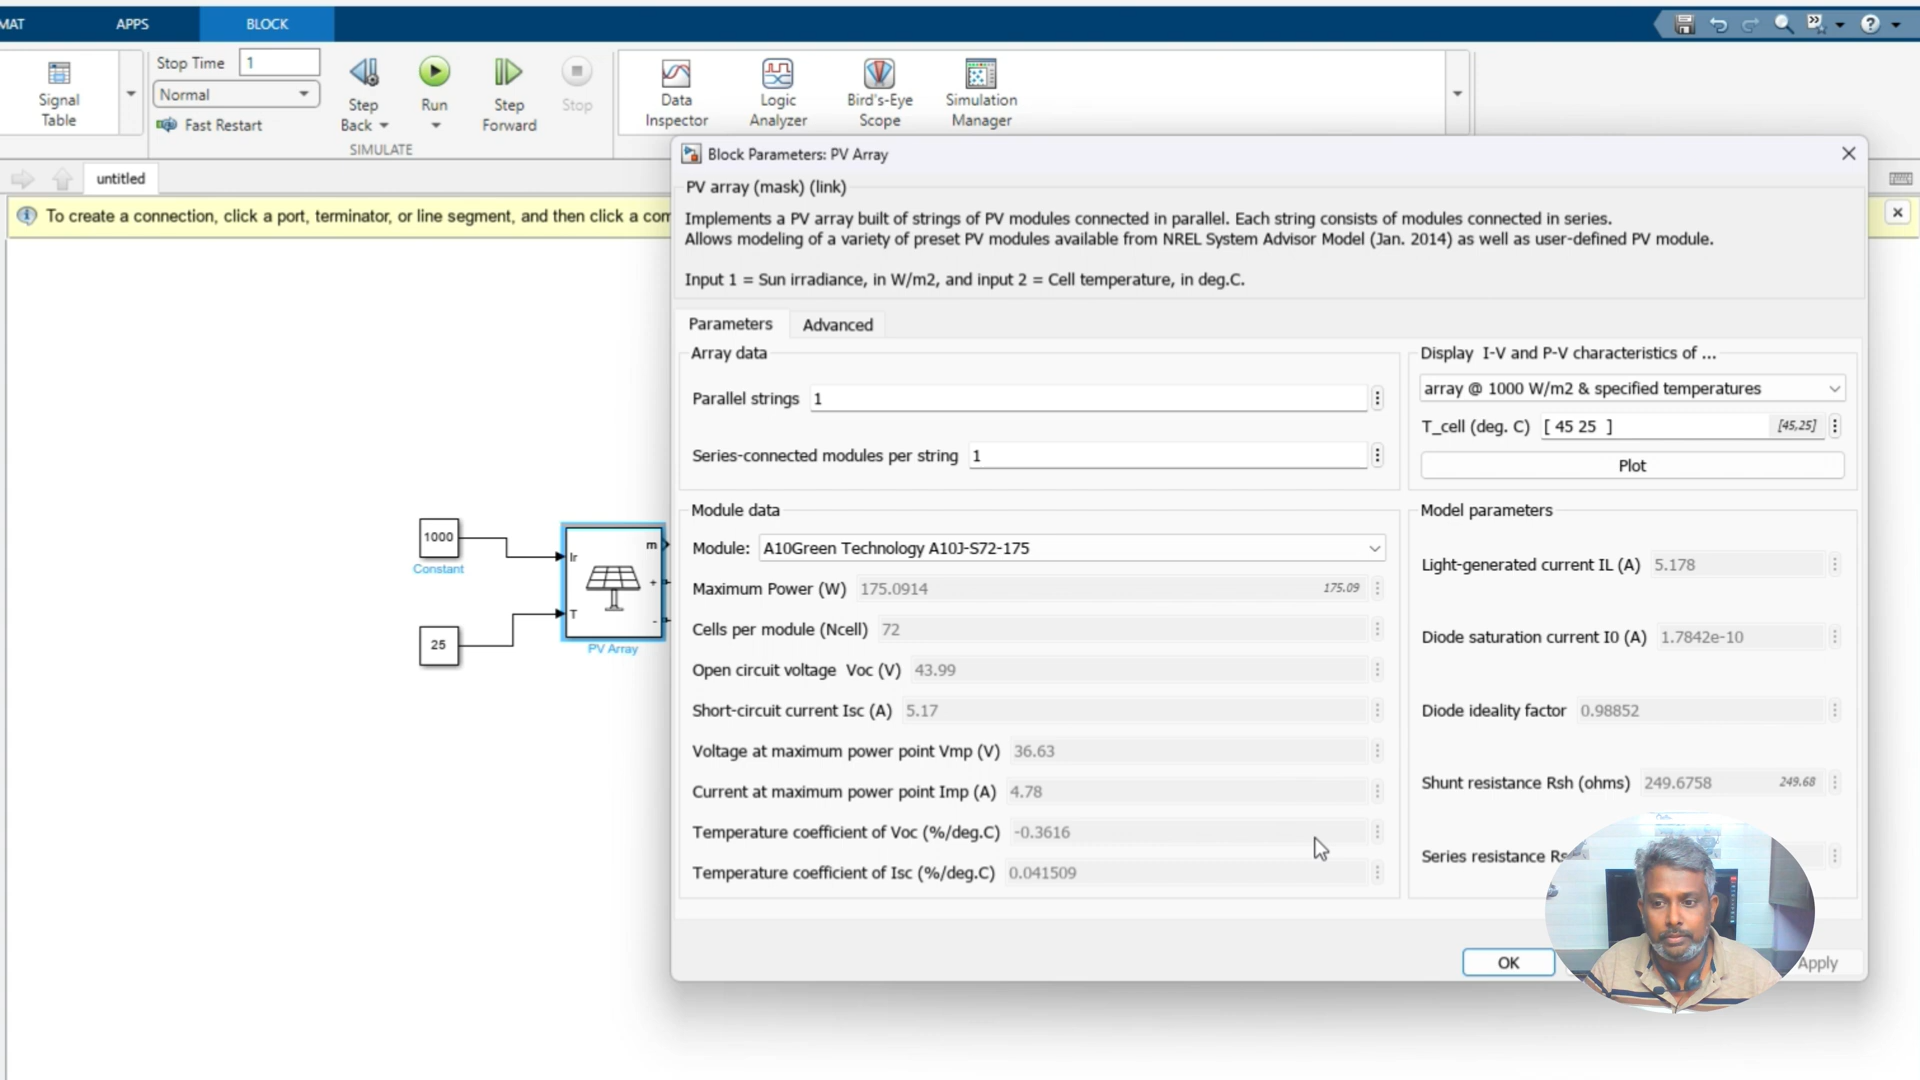 MAT
APPS
BLOCK
Signal
Table
Stop Time 1
Normal
Fast Restart
Step
Back
Run
Step
Forward
Stop
SIMULATE
Data
Inspector
Logic
Analyzer
Bird's-Eye
Scope
Simulation
Manager
untitled
To create a connection, click a port, terminator, or line segment, and then click a
Block Parameters: PV Array
PV array (mask) (link)
Implements a PV array built of strings of PV modules connected in parallel. Each string consists of modules connected in series.
Allows modeling of a variety of preset PV modules available from NREL System Advisor Model (Jan. 2014) as well as user-defined PV module.
Input 1 = Sun irradiance, in W/m2, and input 2 = Cell temperature, in deg.C.
Parameters
Advanced
Array data
Parallel strings 1
Series-connected modules per string 1
Display I-V and P-V characteristics of ...
array @ 1000 W/m2 & specified temperatures
T_cell (deg. C) [ 45 25 ] [45,25]
Plot
Module data
Module: A10Green Technology A10J-S72-175
Maximum Power (W) 175.0914 175.09
Cells per module (Ncell) 72
Open circuit voltage Voc (V) 43.99
Short-circuit current Isc (A) 5.17
Voltage at maximum power point Vmp (V) 36.63
Current at maximum power point Imp (A) 4.78
Temperature coefficient of Voc (%/deg.C) -0.3616
Temperature coefficient of Isc (%/deg.C) 0.041509
Model parameters
Light-generated current IL (A) 5.178
Diode saturation current I0 (A) 1.7842e-10
Diode ideality factor 0.98852
Shunt resistance Rsh (ohms) 249.6758 249.68
Series resistance
OK
Apply
1000
Constant
25
Ir
T
m
+
-
PV Array